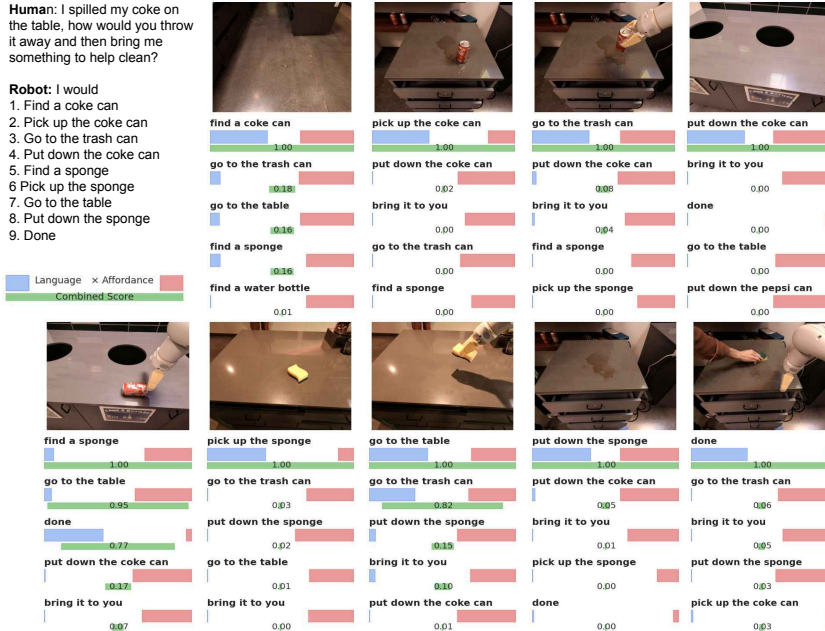 Human: I spilled my coke on
the table, how would you throw
it away and then bring me
something to help clean?
Robot: I would
1. Find a coke can
2. Pick up the coke can
3. Go to the trash can
4. Put down the coke can
5. Find a sponge
6 Pick up the sponge
7. Go to the table
8. Put down the sponge
9. Done
Language × Affordance
Combined Score
find a coke can
1.00
go to the trash can
0.18
go to the table
0.16
find a sponge
0.16
find a water bottle
0.01
pick up the coke can
1.00
put down the coke can
0.02
bring it to you
0.00
go to the trash can
0.00
find a sponge
0.00
go to the trash can
1.00
put down the coke can
0.08
bring it to you
0.04
find a sponge
0.00
pick up the sponge
0.00
put down the coke can
1.00
bring it to you
0.00
done
0.00
go to the table
0.00
put down the pepsi can
0.00
find a sponge
1.00
go to the table
0.95
done
0.77
put down the coke can
0.17
bring it to you
0.07
pick up the sponge
1.00
go to the trash can
0.03
put down the sponge
0.02
go to the table
0.01
bring it to you
0.00
go to the table
1.00
go to the trash can
0.82
put down the sponge
0.15
bring it to you
0.10
put down the coke can
0.01
put down the sponge
1.00
put down the coke can
0.05
bring it to you
0.01
pick up the sponge
0.00
done
0.00
done
1.00
go to the trash can
0.06
bring it to you
0.05
put down the sponge
0.03
pick up the coke can
0.03